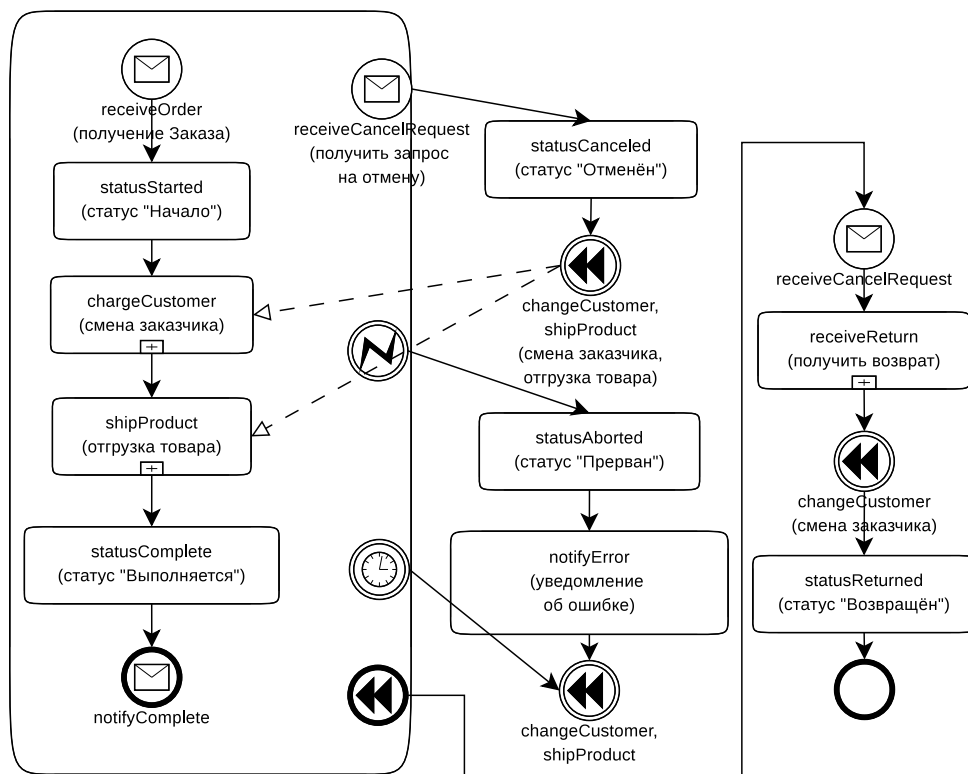 receiveOrder
(получение Заказа)
statusStarted
(статус "Начало")
chargeCustomer
(смена заказчика)
shipProduct
(отгрузка товара)
statusComplete
(статус "Выполняется")
notifyComplete
receiveCancelRequest
(получить запрос
на отмену)
statusCanceled
(статус "Отменён")
changeCustomer,
shipProduct
(смена заказчика,
отгрузка товара)
statusAborted
(статус "Прерван")
notifyError
(уведомление
об ошибке)
changeCustomer,
shipProduct
receiveCancelRequest
receiveReturn
(получить возврат)
changeCustomer
(смена заказчика)
statusReturned
(статус "Возвращён")